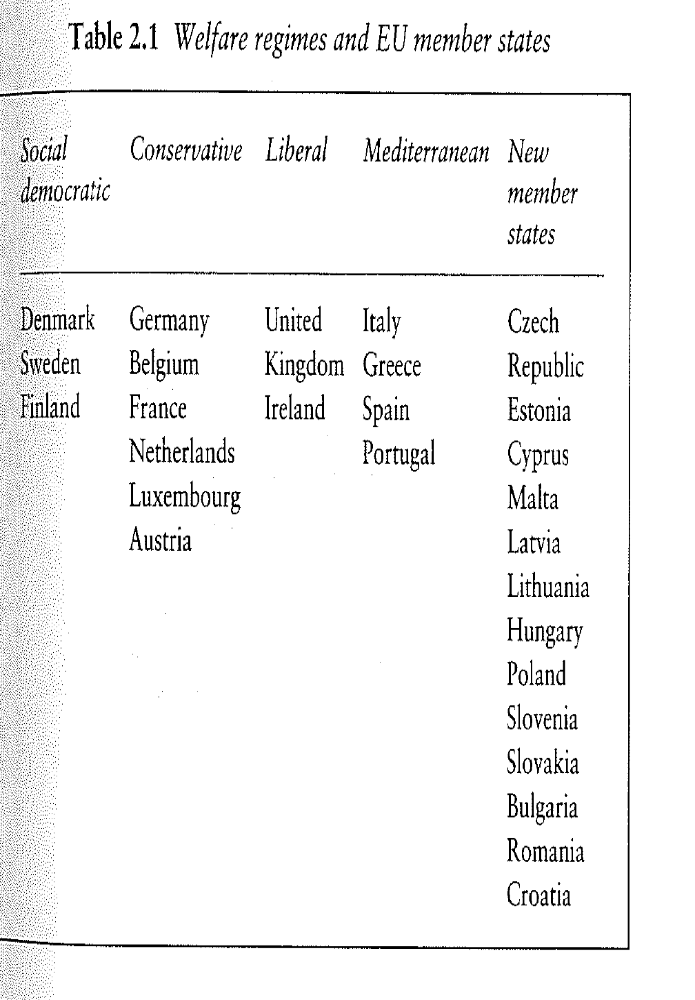 Table 2.1 Welfare regimes and EU member states
Social democratic
Conservative
Liberal
Mediterranean
New member states
Denmark
Sweden
Finland
Germany
Belgium
France
Netherlands
Luxembourg
Austria
United
Kingdom
Ireland
Italy
Greece
Spain
Portugal
Czech
Republic
Estonia
Cyprus
Malta
Latvia
Lithuania
Hungary
Poland
Slovenia
Slovakia
Bulgaria
Romania
Croatia